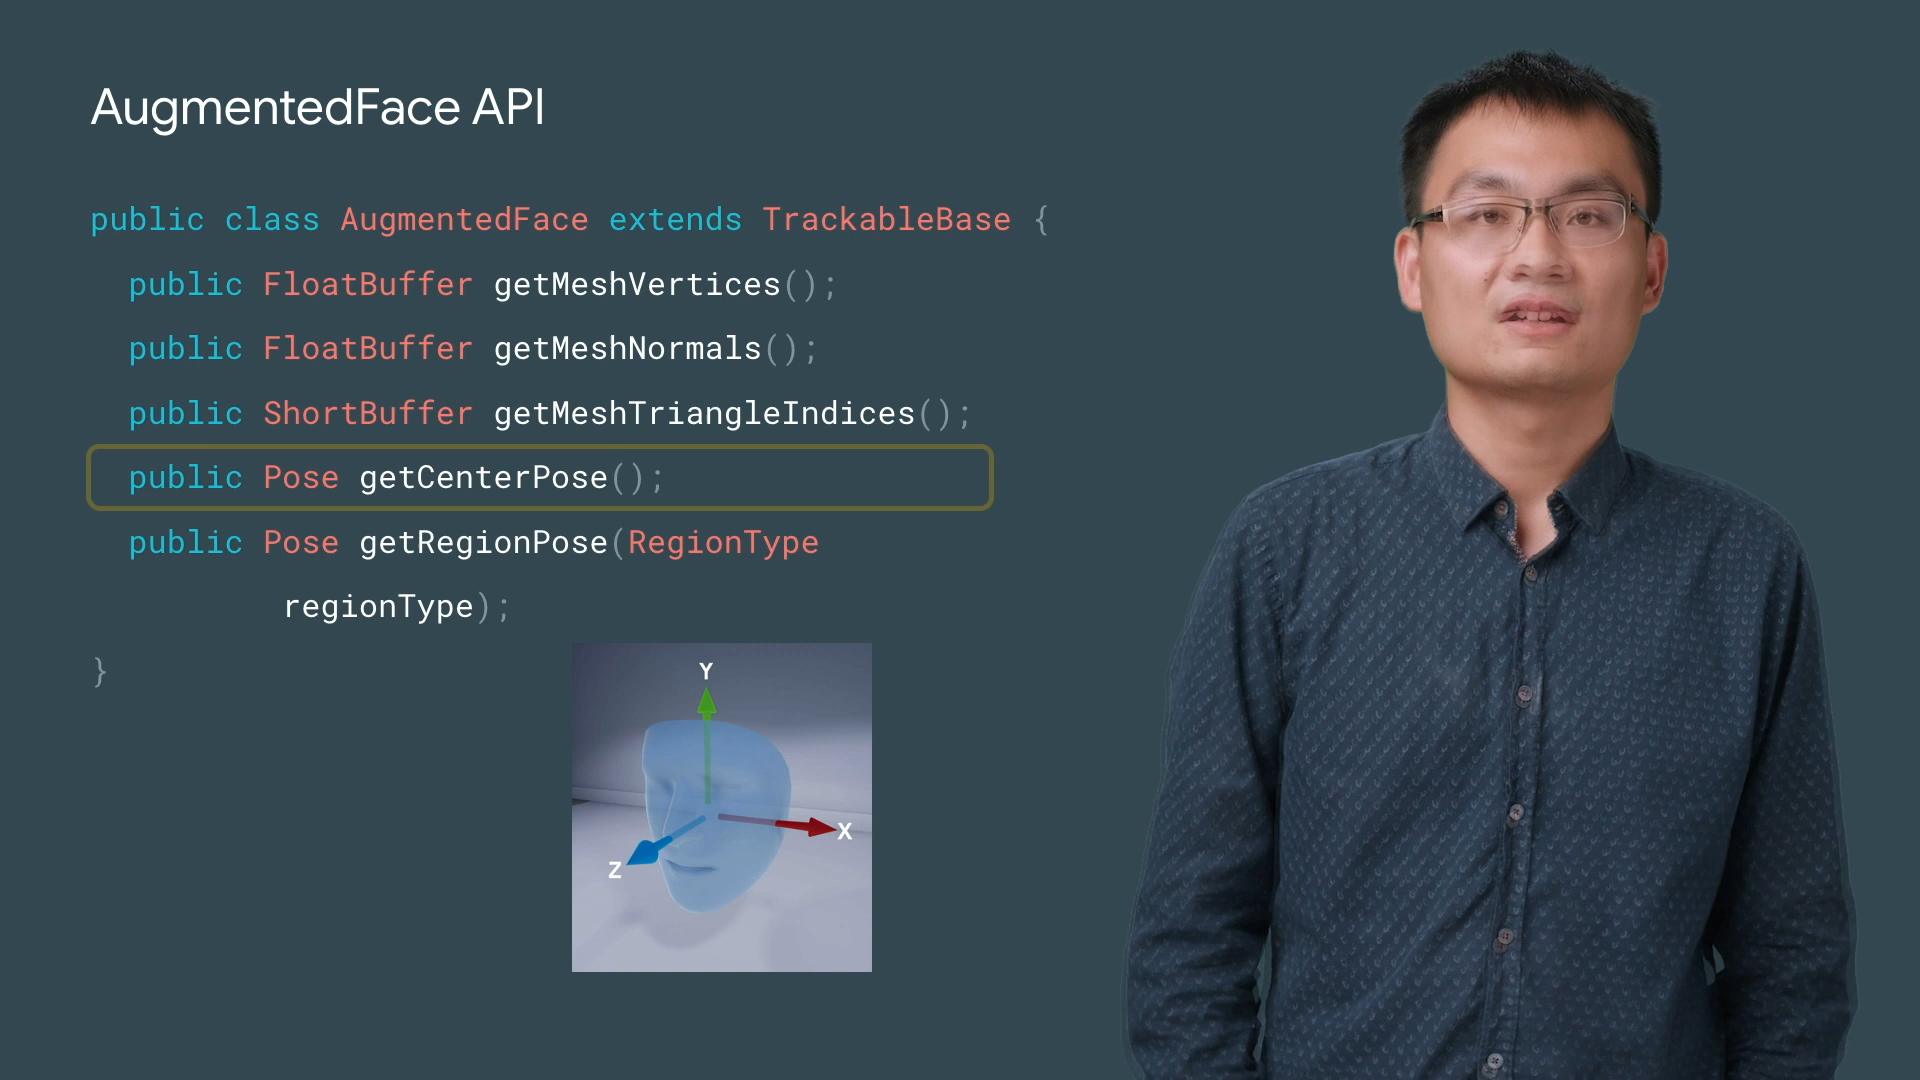 AugmentedFace API
public class AugmentedFace extends TrackableBase {
public FloatBuffer getMeshVertices();
public FloatBuffer getMeshNormals();
public ShortBuffer getMeshTriangleIndices();
public Pose getCenterPose();
public Pose getRegionPose(RegionType
regionType);
}
Y
X
Z